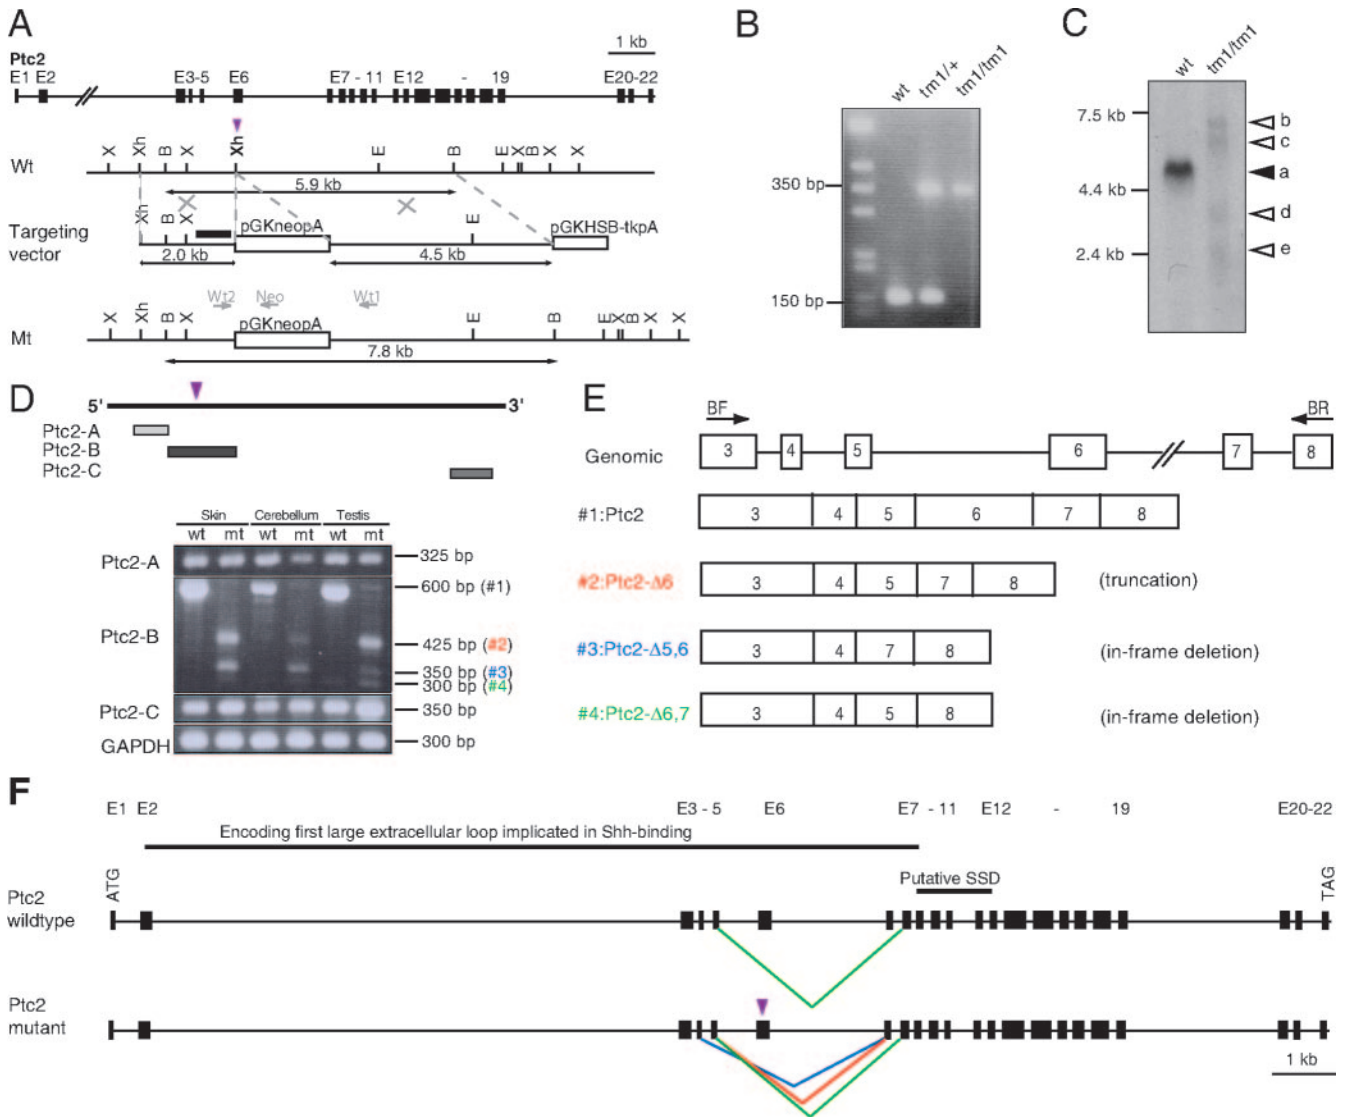 A
Ptc2
1 kb
E1 E2 E3-5 E6 E7 - 11 E12 - 19 E20-22
X Xh B X Xh E B E X B X X
Wt
5.9 kb
Xh B X E
Targeting vector
pGKneopA
pGKHSB-tkpA
2.0 kb
4.5 kb
Wt2 Neo Wt1
X Xh B X E B E X B X X
Mt
pGKneopA
7.8 kb
B
wt tm1/+ tm1/tm1
350 bp
150 bp
C
wt tm1/tm1
7.5 kb
4.4 kb
2.4 kb
b
c
a
d
e
D
5' 3'
Ptc2-A
Ptc2-B
Ptc2-C
Skin Cerebellum Testis
wt mt wt mt wt mt
Ptc2-A 325 bp
600 bp (#1)
Ptc2-B
425 bp (#2)
350 bp (#3)
300 bp (#4)
Ptc2-C 350 bp
GAPDH 300 bp
E
BF BR
Genomic 3 4 5 6 7 8
#1:Ptc2 3 4 5 6 7 8
#2:Ptc2-Δ6 3 4 5 7 8 (truncation)
#3:Ptc2-Δ5,6 3 4 7 8 (in-frame deletion)
#4:Ptc2-Δ6,7 3 4 5 8 (in-frame deletion)
F
E1 E2 E3 - 5 E6 E7 - 11 E12 - 19 E20-22
Encoding first large extracellular loop implicated in Shh-binding
Putative SSD
ATG TAG
Ptc2
wildtype
Ptc2
mutant
1 kb